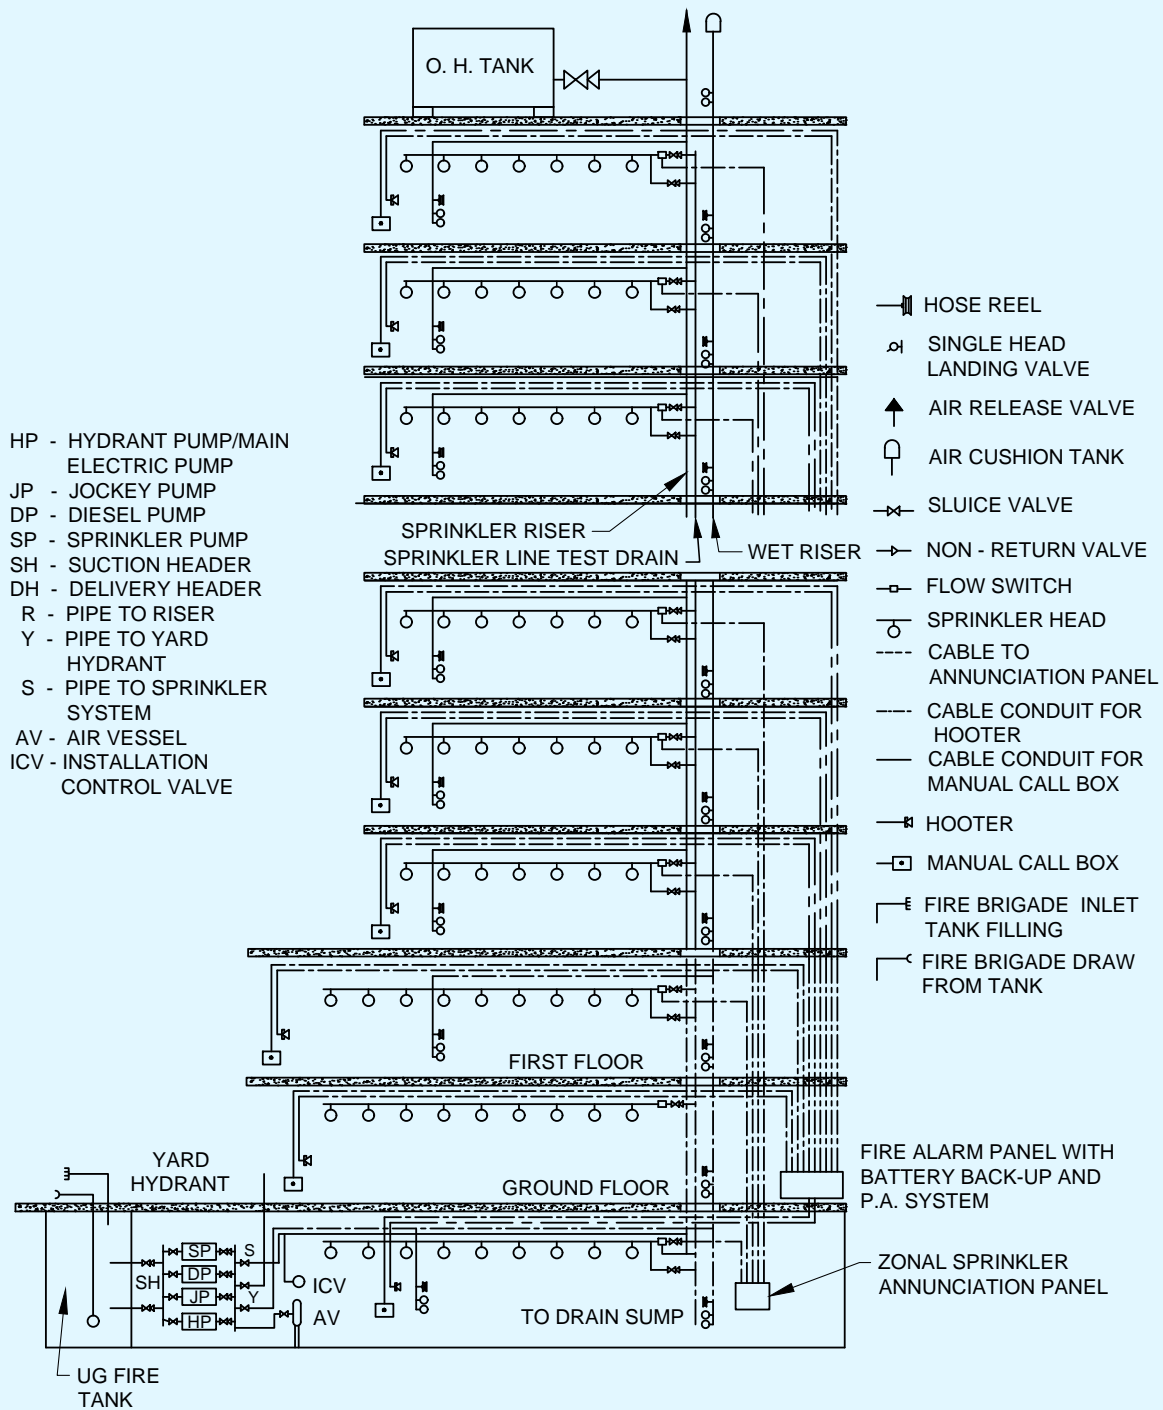 O. H. TANK
HOSE REEL
SINGLE HEAD
LANDING VALVE
AIR RELEASE VALVE
AIR CUSHION TANK
SLUICE VALVE
NON - RETURN VALVE
FLOW SWITCH
SPRINKLER HEAD
CABLE TO
ANNUNCIATION PANEL
CABLE CONDUIT FOR
HOOTER
CABLE CONDUIT FOR
MANUAL CALL BOX
HOOTER
MANUAL CALL BOX
FIRE BRIGADE INLET
TANK FILLING
FIRE BRIGADE DRAW
FROM TANK
HP - HYDRANT PUMP/MAIN
ELECTRIC PUMP
JP - JOCKEY PUMP
DP - DIESEL PUMP
SP - SPRINKLER PUMP
SH - SUCTION HEADER
DH - DELIVERY HEADER
R - PIPE TO RISER
Y - PIPE TO YARD
HYDRANT
S - PIPE TO SPRINKLER
SYSTEM
AV - AIR VESSEL
ICV - INSTALLATION
CONTROL VALVE
SPRINKLER RISER
SPRINKLER LINE TEST DRAIN
WET RISER
FIRST FLOOR
GROUND FLOOR
FIRE ALARM PANEL WITH
BATTERY BACK-UP AND
P.A. SYSTEM
YARD
HYDRANT
SP
S
DP
SH
JP
Y
HP
ICV
AV
TO DRAIN SUMP
ZONAL SPRINKLER
ANNUNCIATION PANEL
UG FIRE
TANK